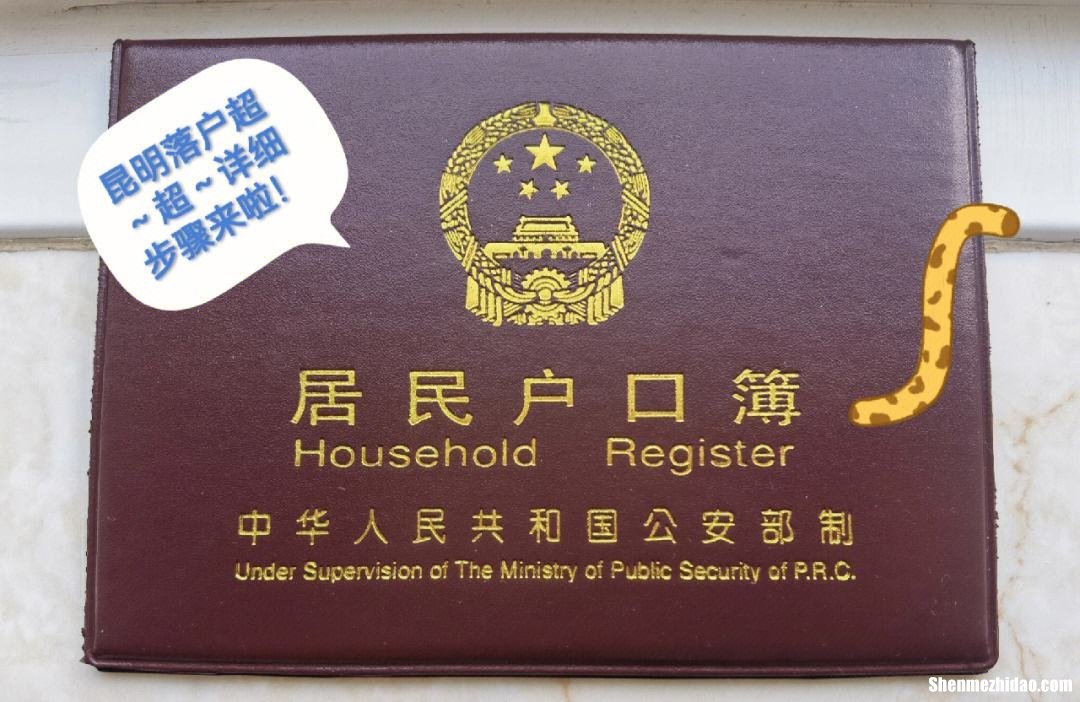 昆明落户超
~超~详细
步骤来啦!
居民户口簿
Household Register
中华人民共和国公安部制
Under Supervision of The Ministry of Public Security of P.R.C.
Shenmezhidao.com